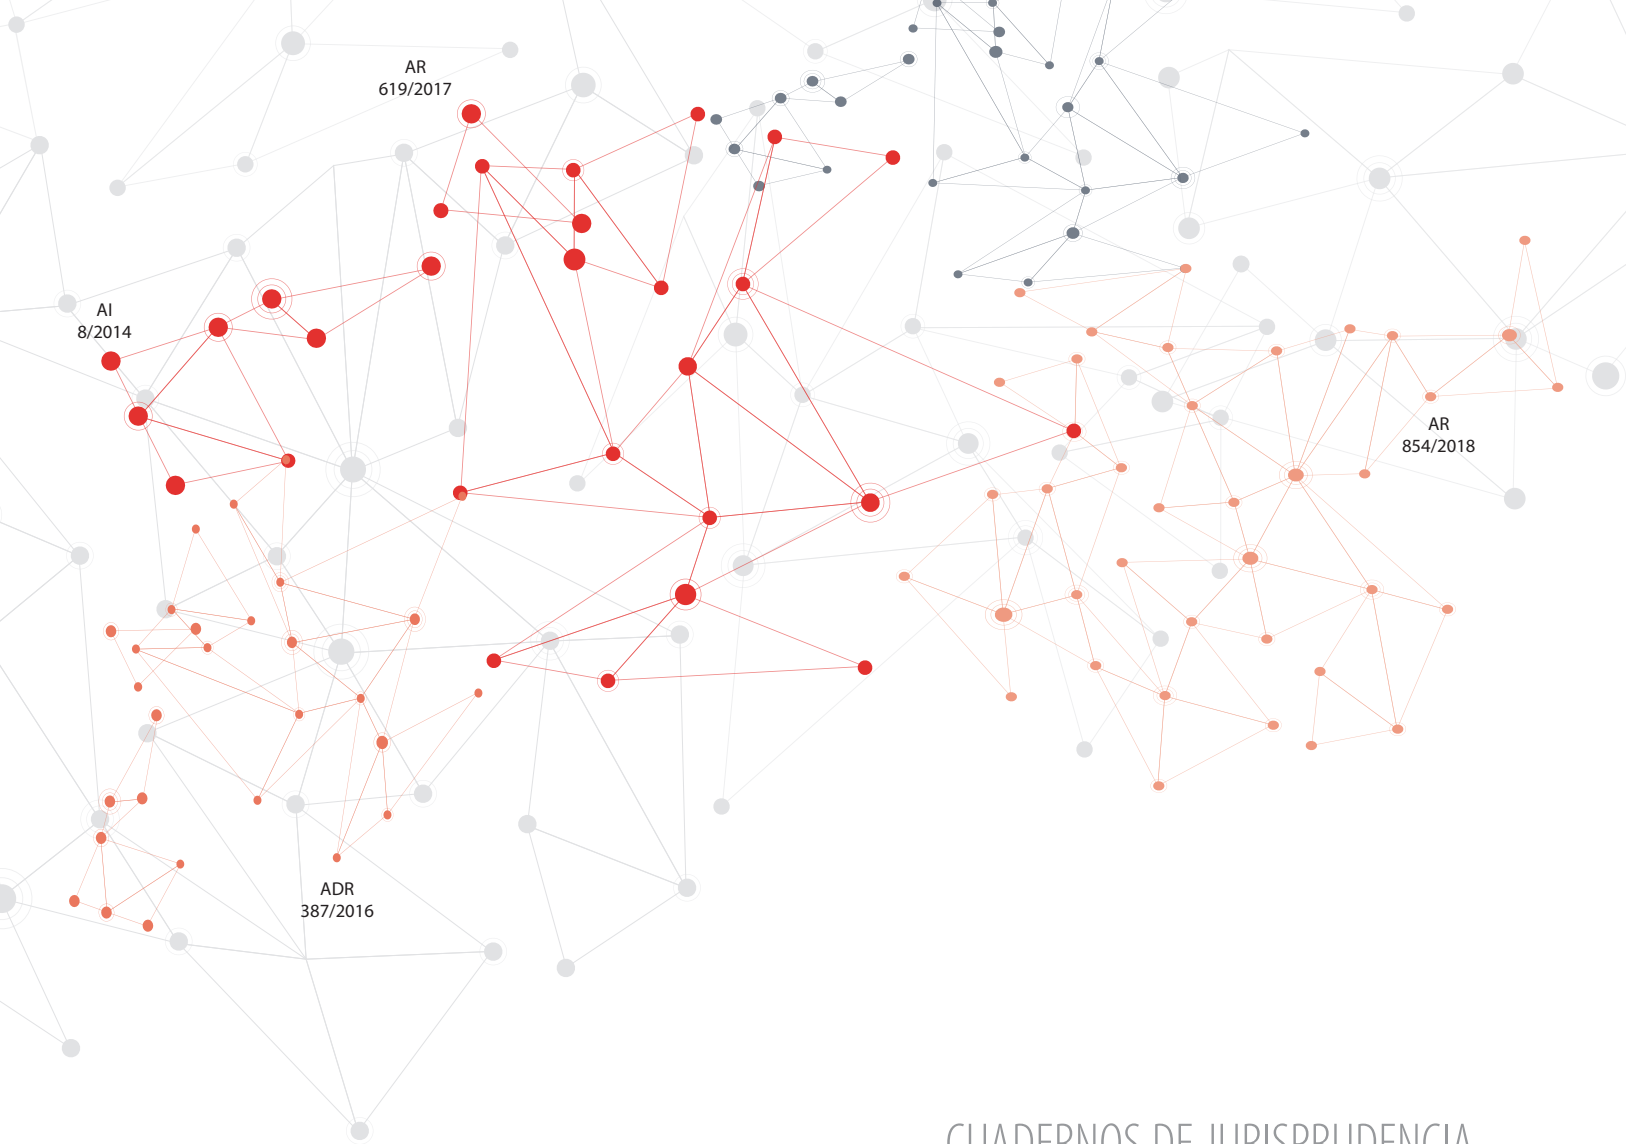 AR
619/2017
AI
8/2014
AR
854/2018
ADR
387/2016
CUADERNOS DE JURISPRUDENCIA